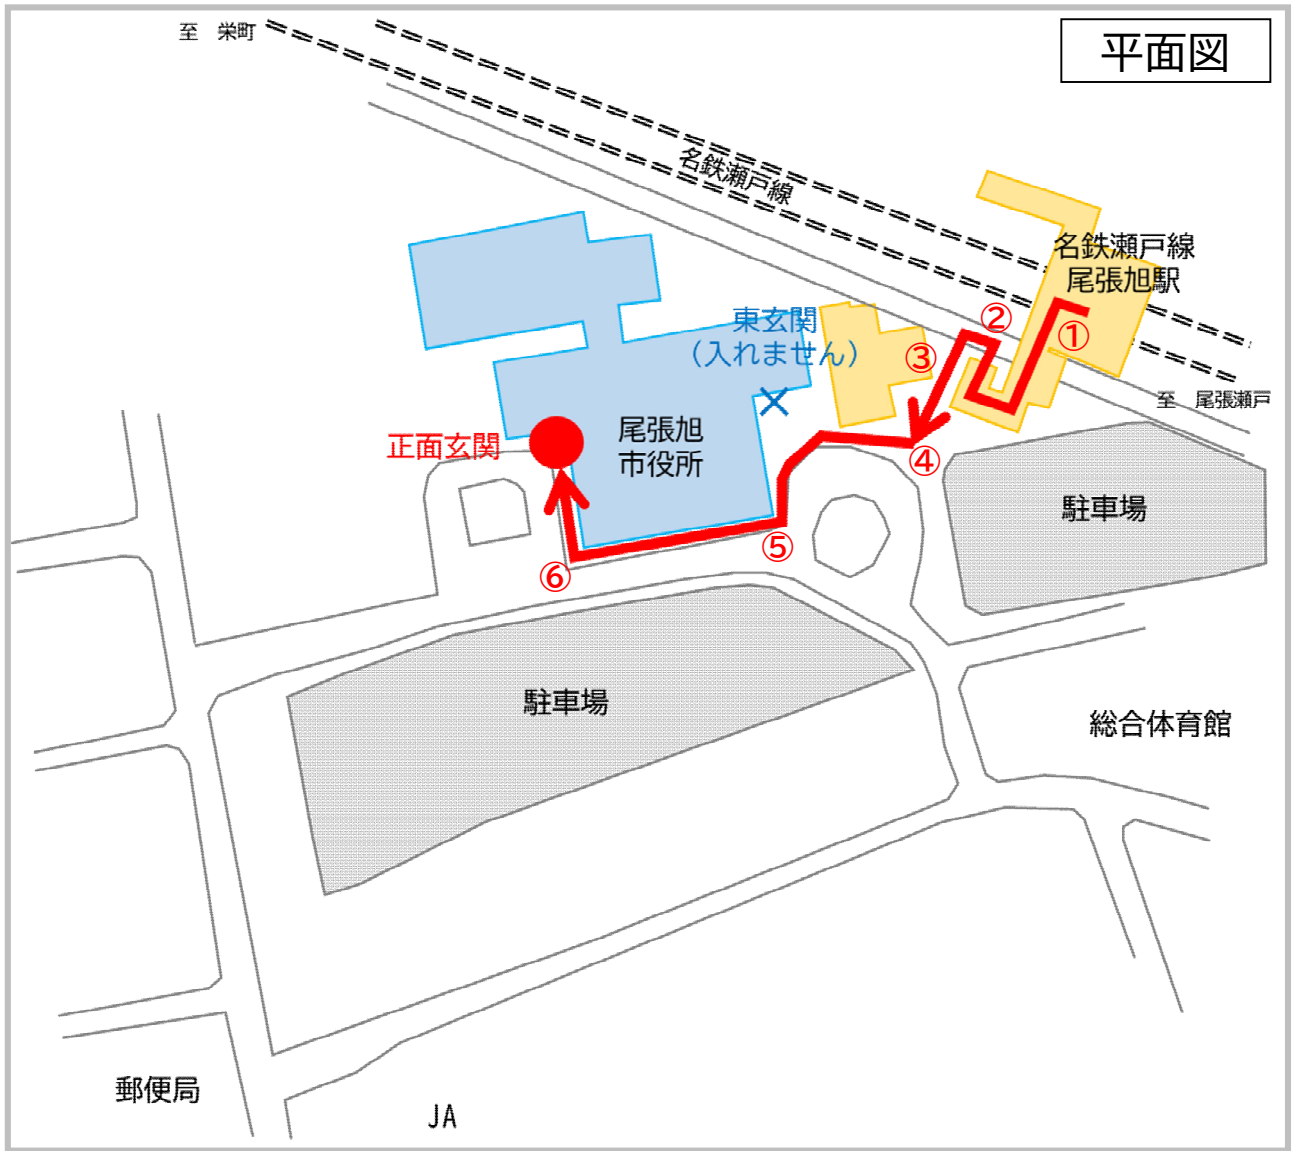 平面図
至　栄町
名鉄瀬戸線
名鉄瀬戸線
尾張旭駅
①
②
③
東玄関
（入れません）
至　尾張瀬戸
尾張旭
市役所
正面玄関
④
⑤
⑥
駐車場
駐車場
総合体育館
郵便局
JA